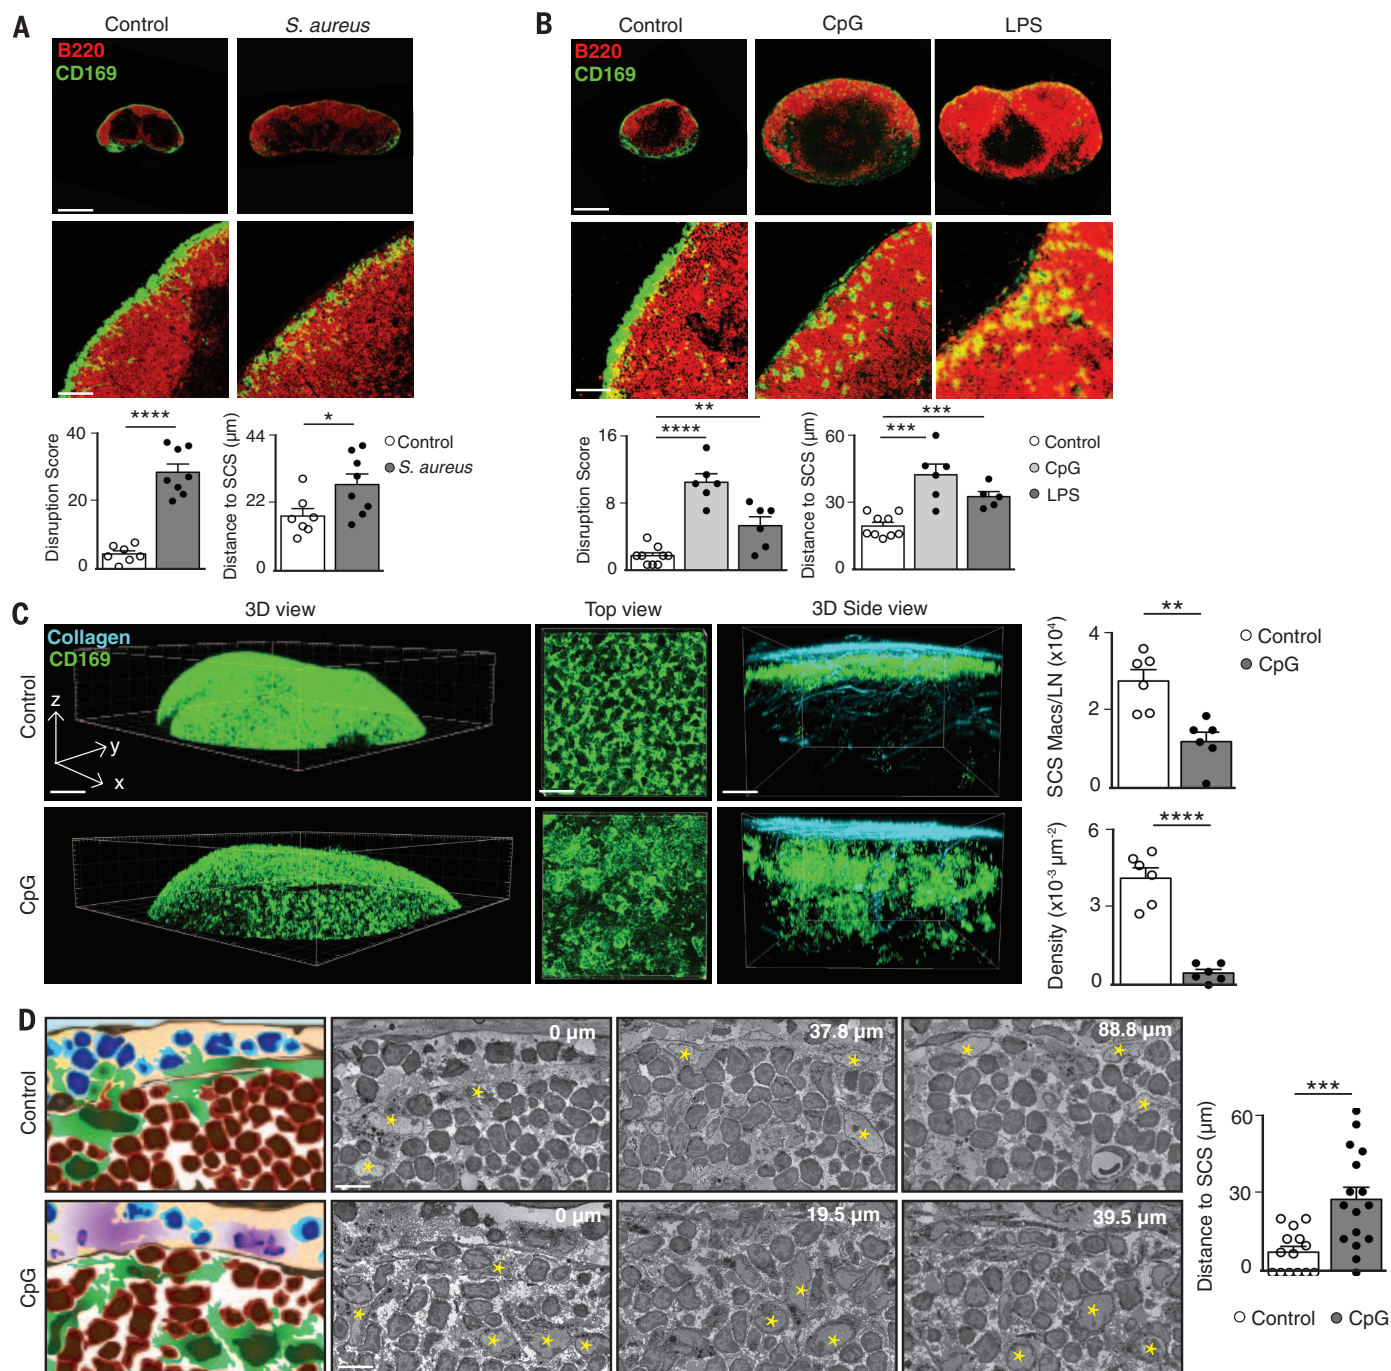 A
Control
S. aureus
B220
CD169
****
Disruption Score
40
20
0
*
Distance to SCS (µm)
44
22
0
Control
S. aureus
B
Control
CpG
LPS
B220
CD169
**
****
Disruption Score
16
8
0
***
***
Distance to SCS (µm)
60
30
0
Control
CpG
LPS
C
3D view
Top view
3D Side view
Collagen
CD169
Control
z
y
x
CpG
**
SCS Macs/LN (x10⁴)
4
2
0
Control
CpG
****
Density (x10⁻³ µm⁻²)
6
3
0
D
Control
0 µm
37.8 µm
88.8 µm
CpG
0 µm
19.5 µm
39.5 µm
***
Distance to SCS (µm)
60
30
0
Control
CpG